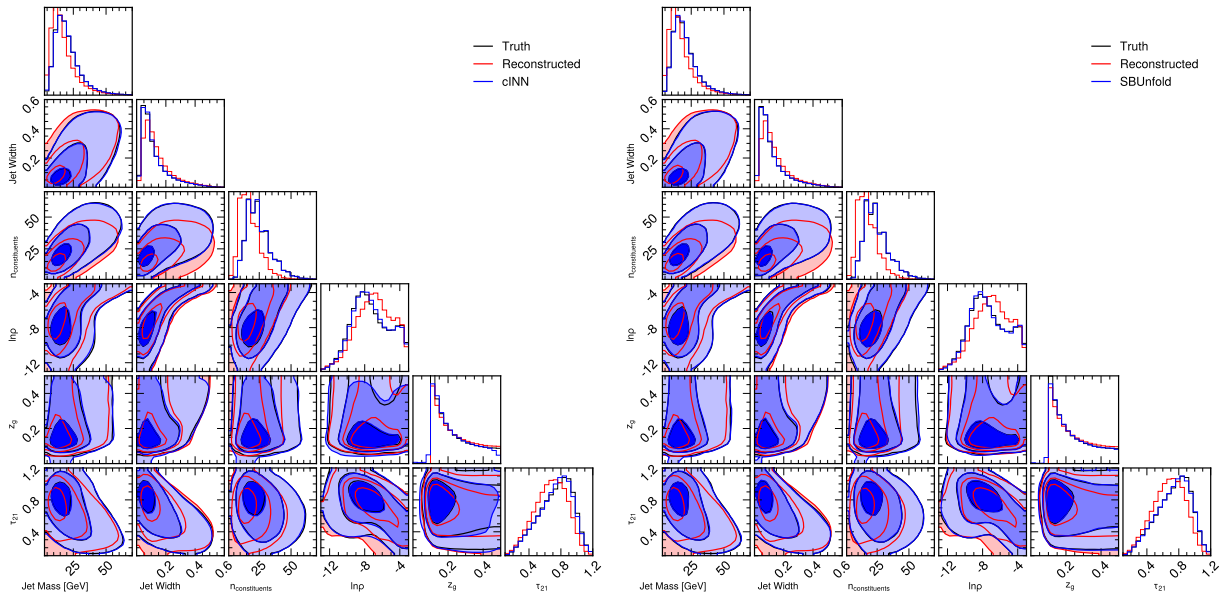 Truth
Reconstructed
cINN
0.6
0.4
0.2
Jet Width
50
25
n_constituents
-4
-8
-12
lnρ
0.4
0.2
z_g
1.2
0.8
0.4
τ_21
25 50
0.2 0.4 0.6
25 50
-12 -8 -4
0.2 0.4
0.4 0.8 1.2
Jet Mass [GeV] Jet Width n_constituents lnρ z_g τ_21
Truth
Reconstructed
SBUnfold
0.6
0.4
0.2
Jet Width
50
25
n_constituents
-4
-8
-12
lnρ
0.4
0.2
z_g
1.2
0.8
0.4
τ_21
25 50
0.2 0.4 0.6
25 50
-12 -8 -4
0.2 0.4
0.4 0.8 1.2
Jet Mass [GeV] Jet Width n_constituents lnρ z_g τ_21